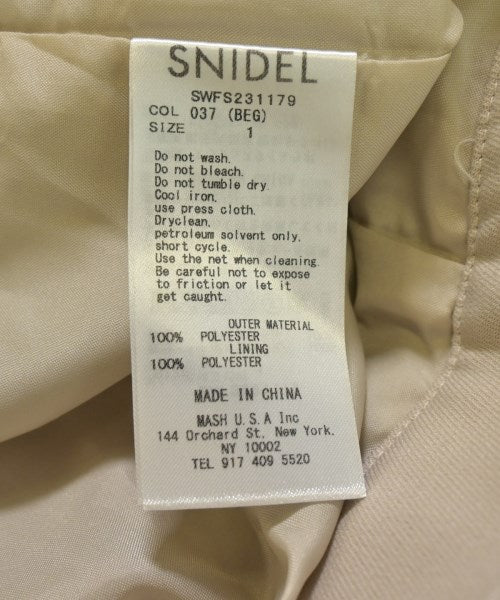 SNIDEL
SWFS231179
COL 037 (BEG)
SIZE 1
Do not wash.
Do not bleach.
Do not tumble dry.
Cool iron.
use press cloth.
Dryclean.
petroleum solvent only.
short cycle.
Use the net when cleaning.
Be careful not to expose
to friction or let it
get caught.
OUTER MATERIAL
100% POLYESTER
LINING
100% POLYESTER
MADE IN CHINA
MASH U.S.A Inc
144 Orchard St, New York.
NY 10002
TEL 917 409 5520